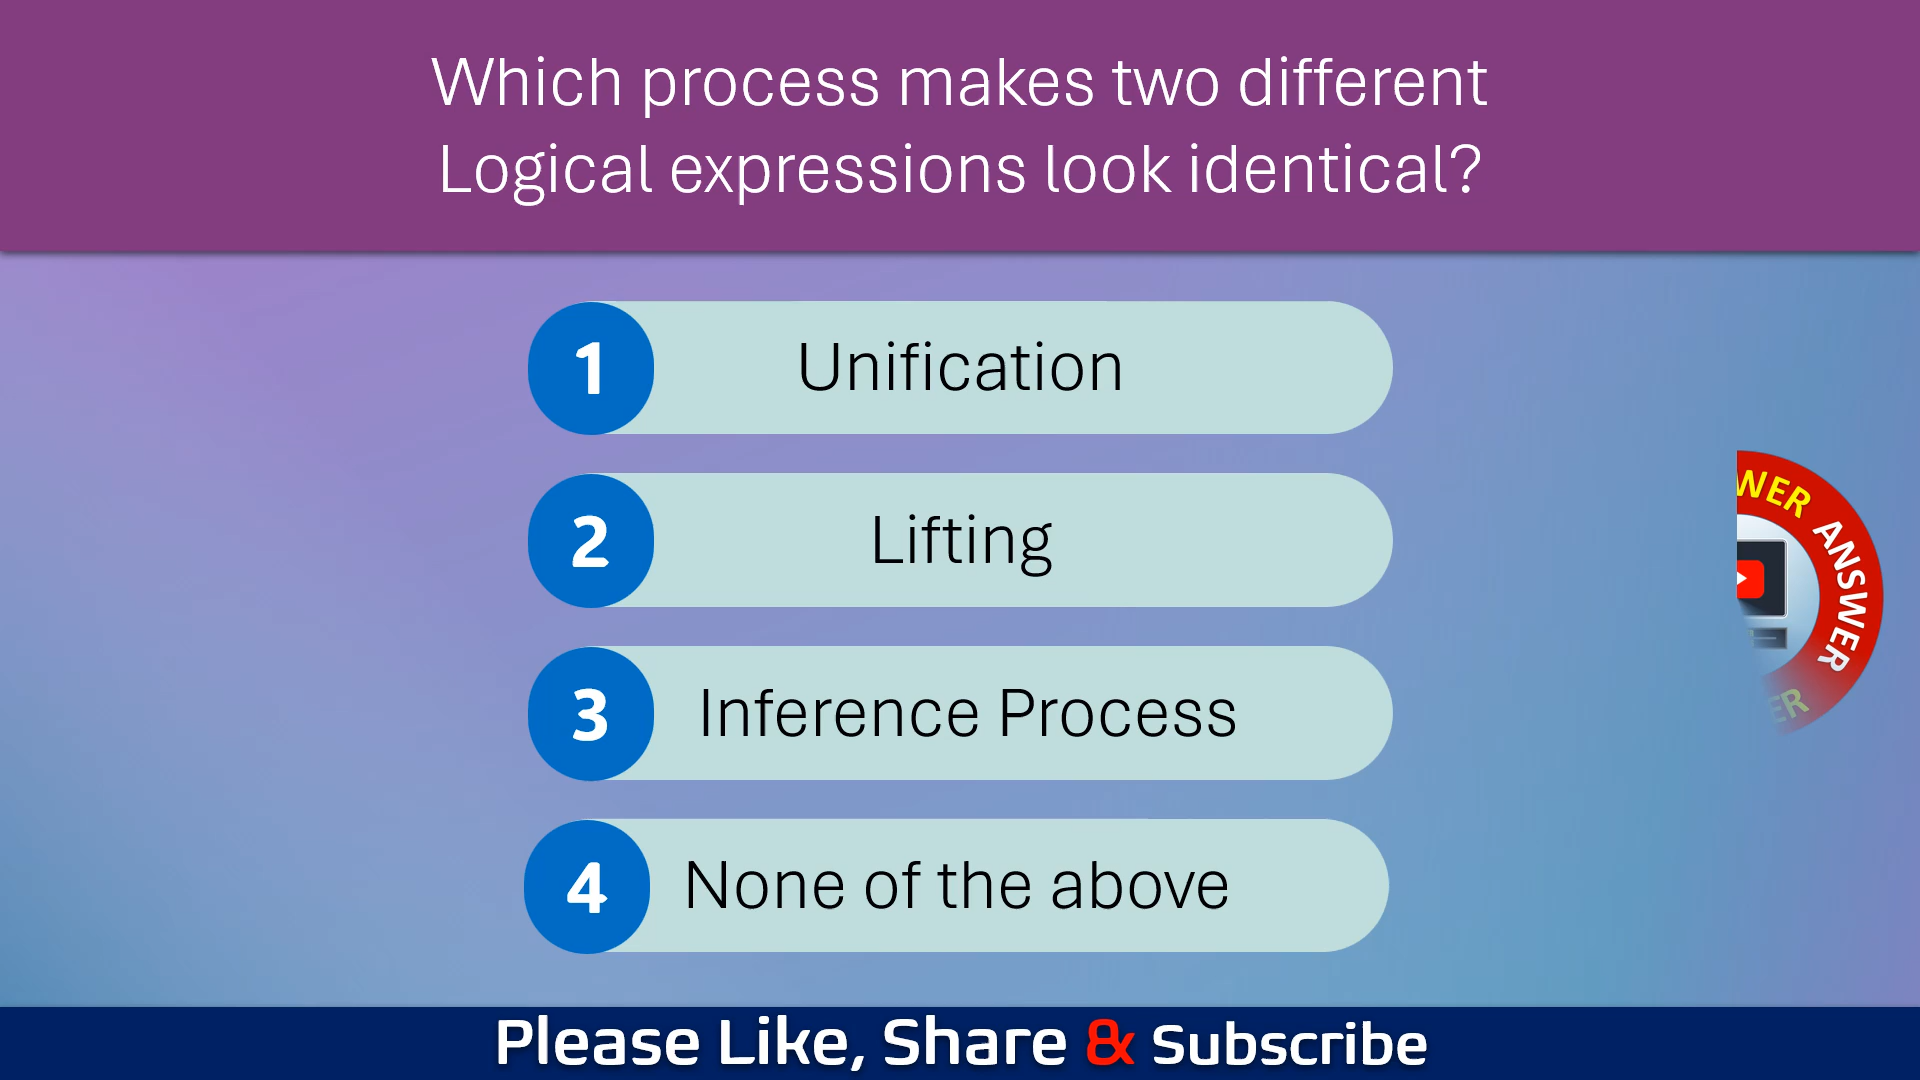 Which process makes two different
Logical expressions look identical?
1
Unification
2
Lifting
3
Inference Process
4
None of the above
ANSWER
Please Like, Share & Subscribe